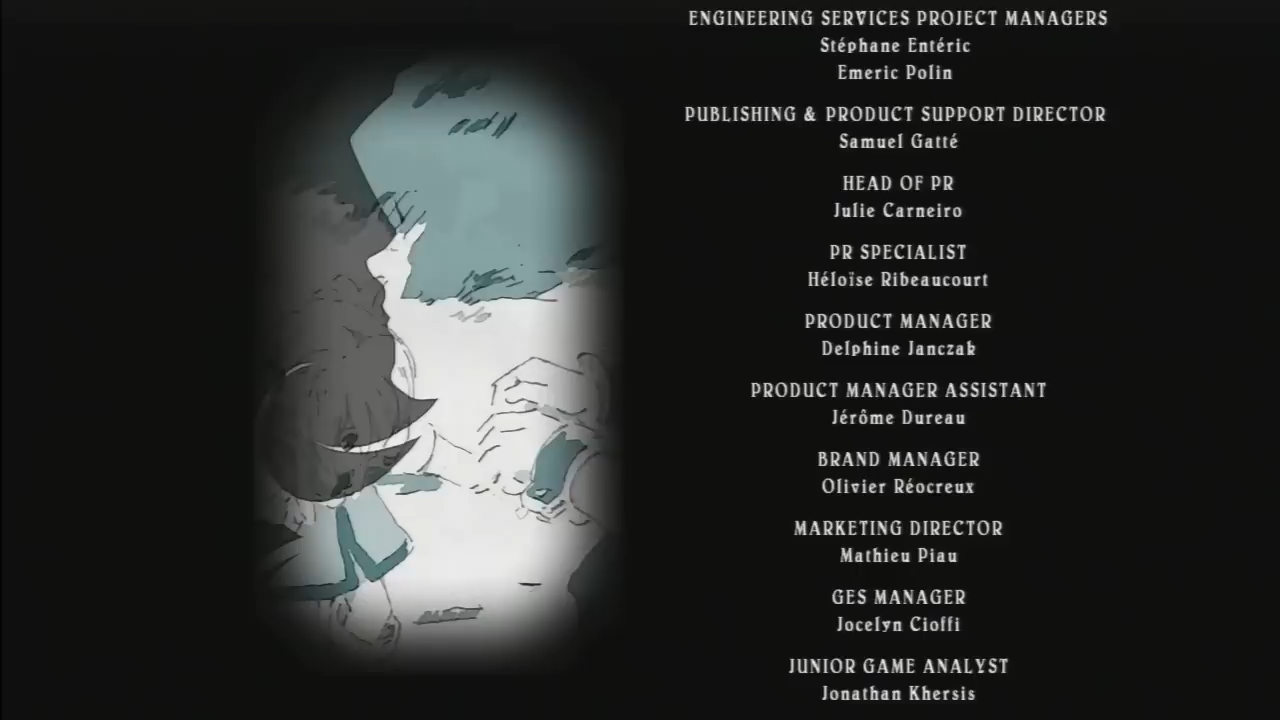 ENGINEERING SERVICES PROJECT MANAGERS
Stéphane Entéric
Emeric Polin
PUBLISHING & PRODUCT SUPPORT DIRECTOR
Samuel Gatté
HEAD OF PR
Julie Carneiro
PR SPECIALIST
Héloïse Ribeaucourt
PRODUCT MANAGER
Delphine Janczak
PRODUCT MANAGER ASSISTANT
Jérôme Dureau
BRAND MANAGER
Olivier Réocreux
MARKETING DIRECTOR
Mathieu Piau
GES MANAGER
Jocelyn Cioffi
JUNIOR GAME ANALYST
Jonathan Khersis